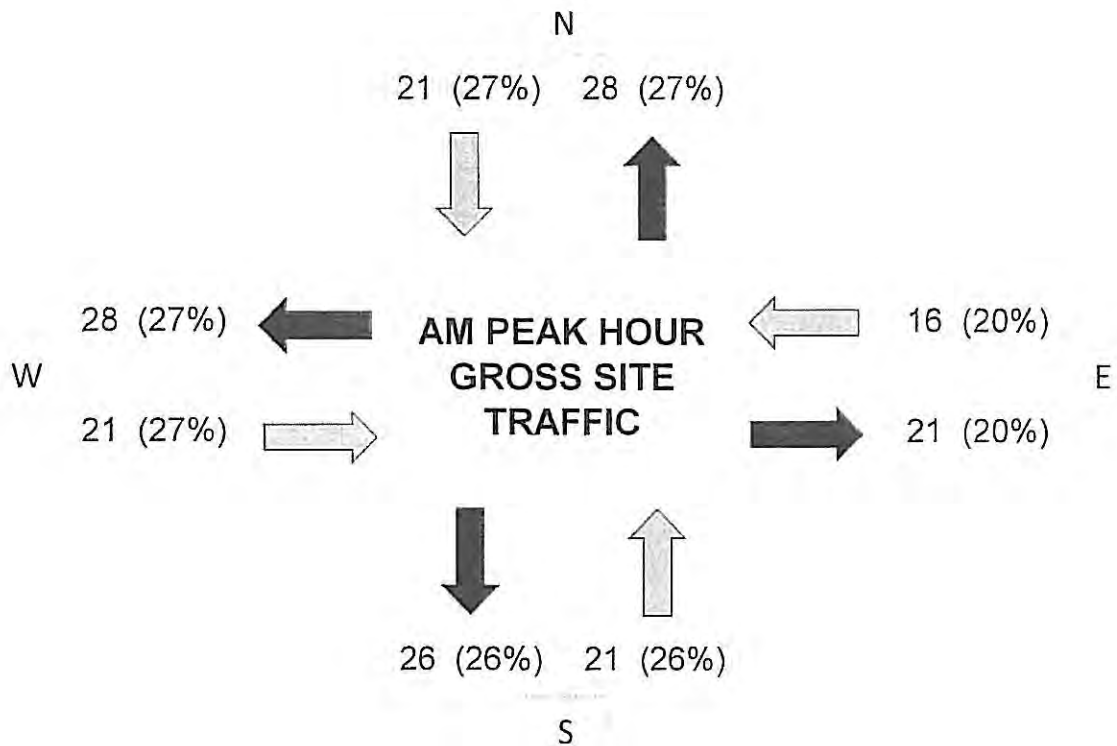 N
21 (27%) 28 (27%)
28 (27%)
AM PEAK HOUR
16 (20%)
W
GROSS SITE
E
21 (27%)
TRAFFIC
21 (20%)
26 (26%) 21 (26%)
S